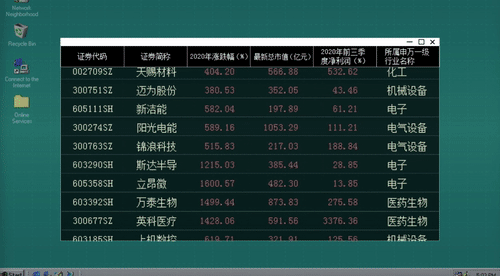 Network
Neighborhood
Recycle Bin
Connect to the
Internet
Online
Services
证券代码 证券简称 2020年涨跌幅(%) 最新总市值(亿元) 2020年前三季度净利润(%) 所属申万一级行业名称
002709SZ 天赐材料 404.20 566.88 532.62 化工
300751SZ 迈为股份 380.53 352.05 43.46 机械设备
605111SH 新洁能 582.04 197.89 61.21 电子
300274SZ 阳光电能 589.16 1053.29 111.21 电气设备
300763SZ 锦浪科技 515.83 217.03 188.84 电气设备
603290SH 斯达半导 1215.03 385.44 28.85 电子
605358SH 立昂微 1600.57 482.30 13.85 电子
603392SH 万泰生物 1499.44 873.83 275.58 医药生物
300677SZ 英科医疗 1428.06 591.56 3376.36 医药生物
603185SH 上机数控 619.71 321.91 125.56 机械设备
Start